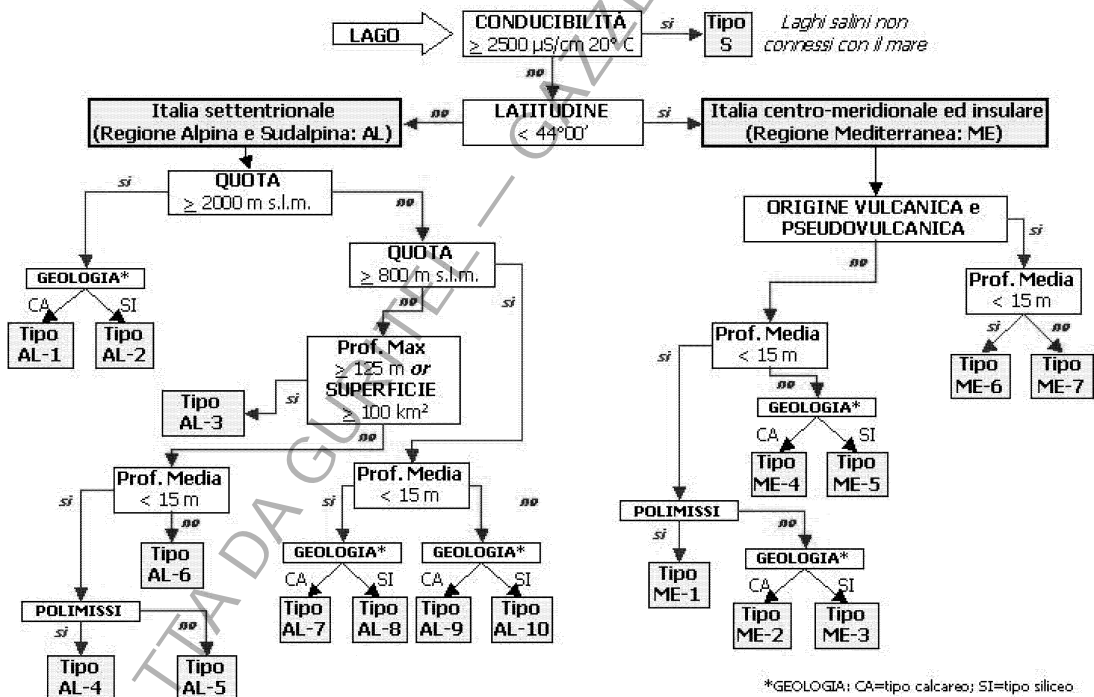 LAGO
CONDUCIBILITÀ
≥ 2500 µS/cm 20° C
si
Tipo
S
Laghi salini non
connessi con il mare
no
Italia settentrionale
(Regione Alpina e Sudalpina: AL)
no
LATITUDINE
< 44°00'
si
Italia centro-meridionale ed insulare
(Regione Mediterranea: ME)
si
QUOTA
≥ 2000 m s.l.m.
no
ORIGINE VULCANICA e
PSEUDOVULCANICA
si
no
QUOTA
≥ 800 m s.l.m.
no
si
GEOLOGIA*
CA
SI
Tipo
AL-1
Tipo
AL-2
Prof. Media
< 15 m
si
no
Tipo
ME-6
Tipo
ME-7
Prof. Max
≥ 125 m or
SUPERFICIE
≥ 100 km²
si
no
Tipo
AL-3
Prof. Media
< 15 m
si
no
GEOLOGIA*
CA
SI
Tipo
ME-4
Tipo
ME-5
Prof. Media
< 15 m
si
no
Tipo
AL-6
Prof. Media
< 15 m
si
no
GEOLOGIA*
CA
SI
Tipo
AL-7
Tipo
AL-8
GEOLOGIA*
CA
SI
Tipo
AL-9
Tipo
AL-10
POLIMISSI
si
no
Tipo
AL-4
Tipo
AL-5
POLIMISSI
si
no
Tipo
ME-1
GEOLOGIA*
CA
SI
Tipo
ME-2
Tipo
ME-3
*GEOLOGIA: CA=tipo calcareo; SI=tipo siliceo
TTA DA GURITEL — GAZZE